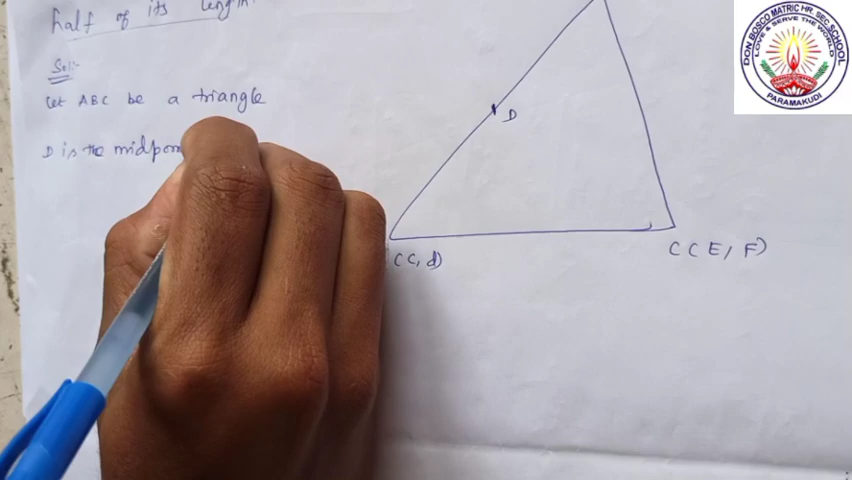 half of its length.
Sol:-
Let ABC be a triangle
D is the midpoin
D
(C, d)
C (E, F)
DON BOSCO MATRIC HR. SEC. SCHOOL
LOVE & SERVE THE WORLD
PARAMAKUDI